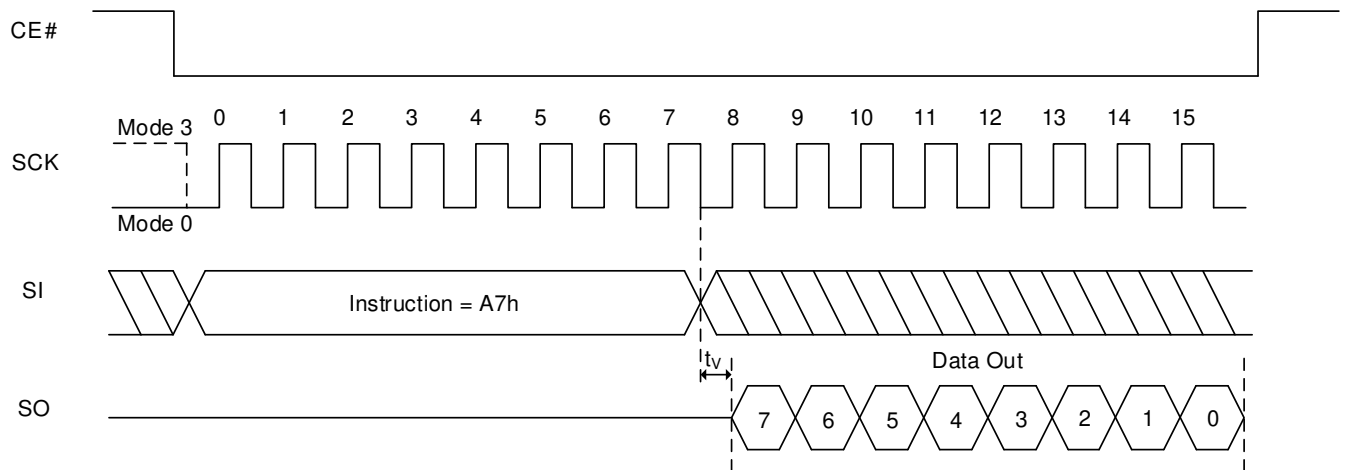 CE#
Mode 3
0 1 2 3 4 5 6 7 8 9 10 11 12 13 14 15
SCK
Mode 0
SI
Instruction = A7h
tV
Data Out
SO
7 6 5 4 3 2 1 0